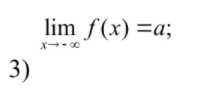 lim f(x) =a;
x→-∞
3)